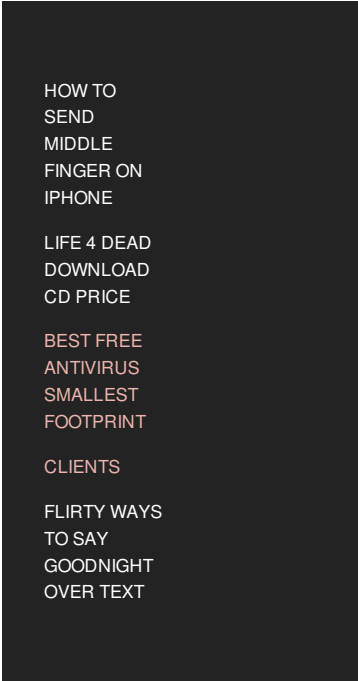 HOW TO
SEND
MIDDLE
FINGER ON
IPHONE
LIFE 4 DEAD
DOWNLOAD
CD PRICE
BEST FREE
ANTIVIRUS
SMALLEST
FOOTPRINT
CLIENTS
FLIRTY WAYS
TO SAY
GOODNIGHT
OVER TEXT